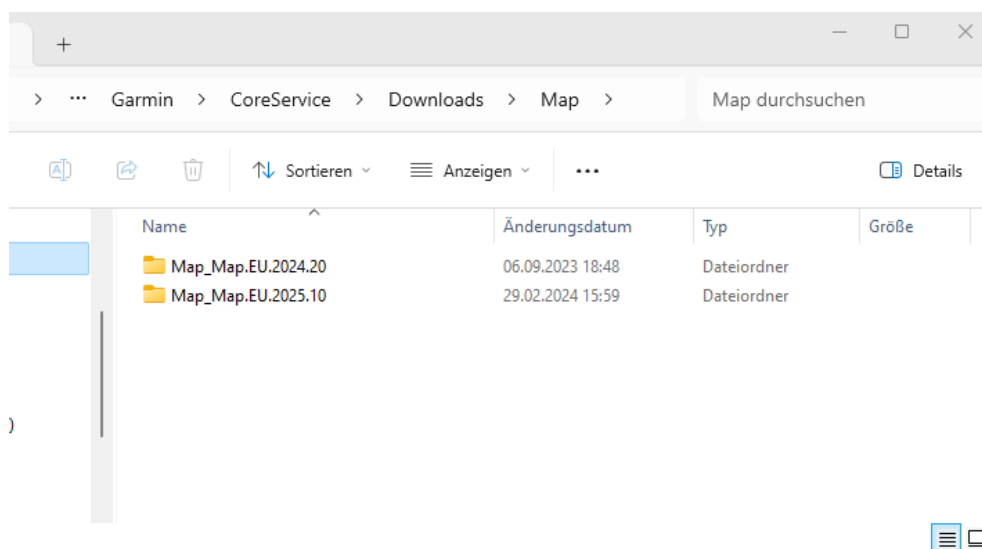 +
> ... Garmin > CoreService > Downloads > Map > Map durchsuchen
Sortieren Anzeigen ... Details
Name Änderungsdatum Typ Größe
Map_Map.EU.2024.20 06.09.2023 18:48 Dateiordner
Map_Map.EU.2025.10 29.02.2024 15:59 Dateiordner
)